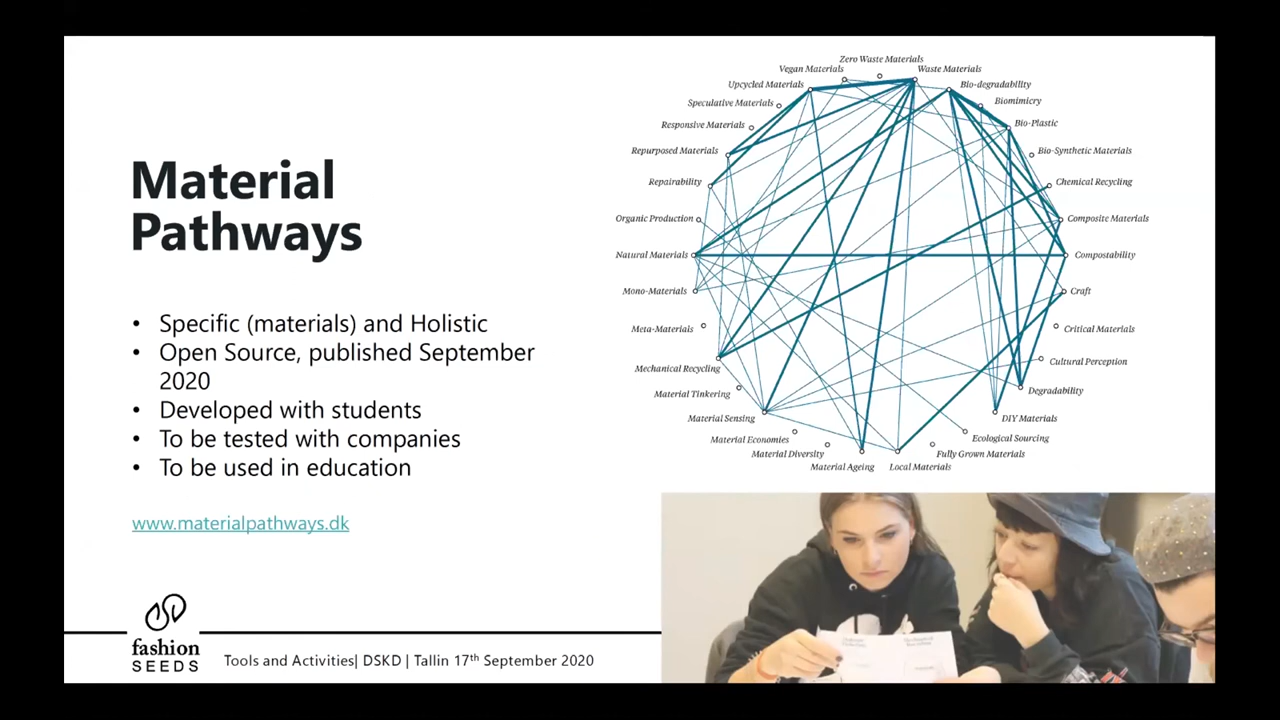 Material
Pathways
• Specific (materials) and Holistic
• Open Source, published September
2020
• Developed with students
• To be tested with companies
• To be used in education
www.materialpathways.dk
Zero Waste Materials
Waste Materials
Bio-degradability
Biomimicry
Bio-Plastic
Bio-Synthetic Materials
Chemical Recycling
Composite Materials
Compostability
Craft
Critical Materials
Cultural Perception
Degradability
DIY Materials
Ecological Sourcing
Fully Grown Materials
Local Materials
Material Ageing
Material Diversity
Material Economies
Material Sensing
Material Tinkering
Mechanical Recycling
Meta-Materials
Mono-Materials
Natural Materials
Organic Production
Repairability
Repurposed Materials
Responsive Materials
Speculative Materials
Upcycled Materials
Vegan Materials
fashion
SEEDS
Tools and Activities| DSKD | Tallin 17th September 2020